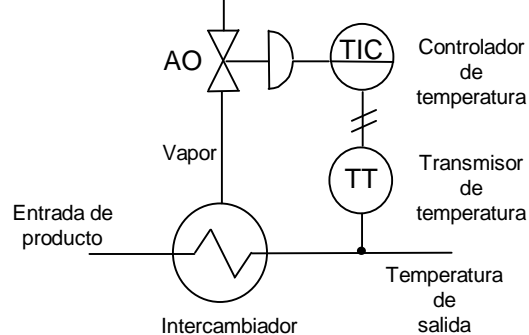 AO
TIC
Controlador
de
temperatura
Vapor
TT
Transmisor
de
temperatura
Entrada de
producto
Temperatura
de
salida
Intercambiador